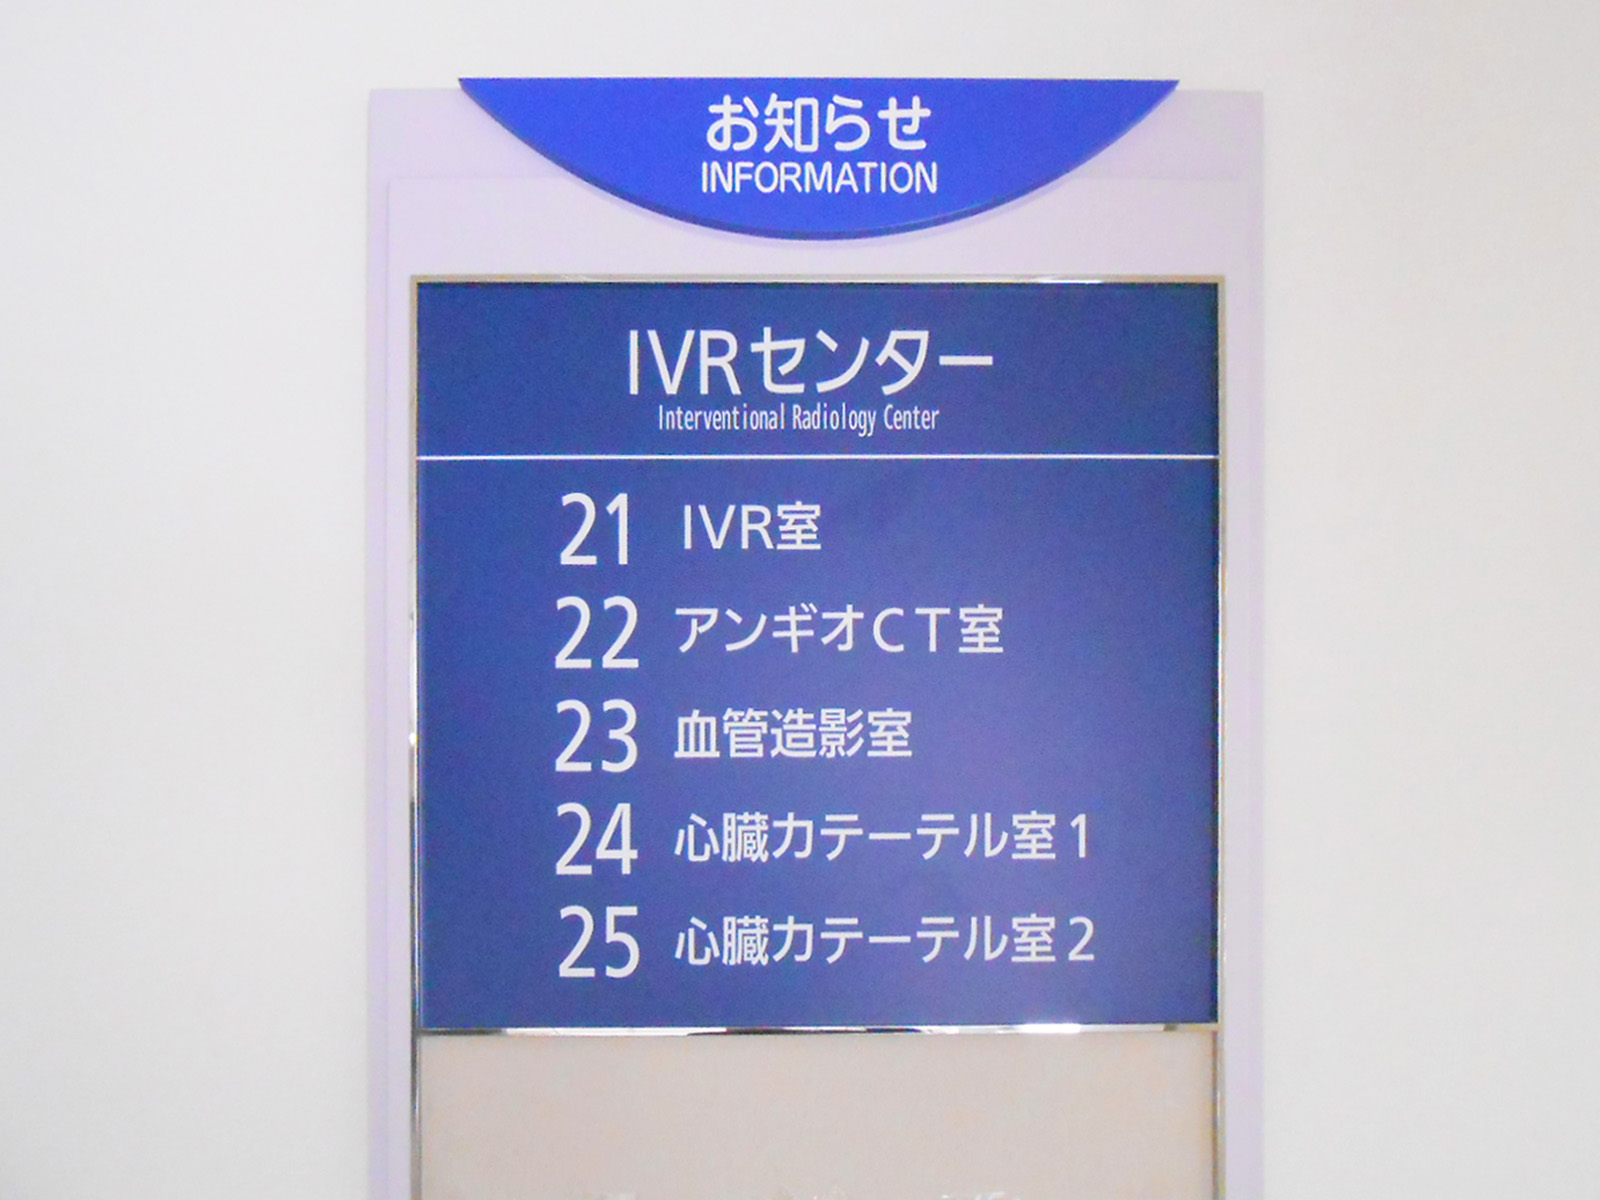 お知らせ
INFORMATION
IVRセンター
Interventional Radiology Center
21 IVR室
22 アンギオCT室
23 血管造影室
24 心臓カテーテル室1
25 心臓カテーテル室2